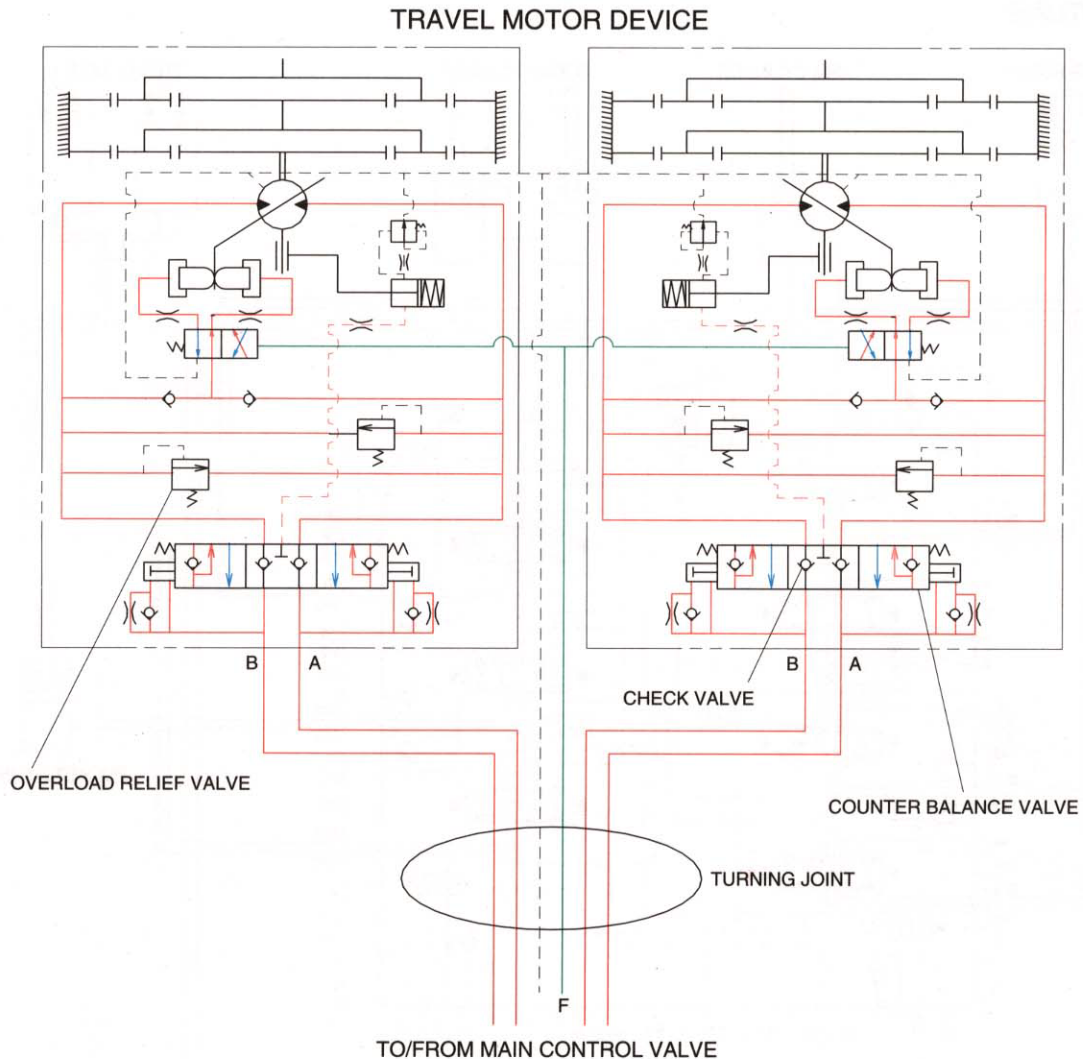 TRAVEL MOTOR DEVICE
B
A
B
A
CHECK VALVE
OVERLOAD RELIEF VALVE
COUNTER BALANCE VALVE
TURNING JOINT
F
TO/FROM MAIN CONTROL VALVE